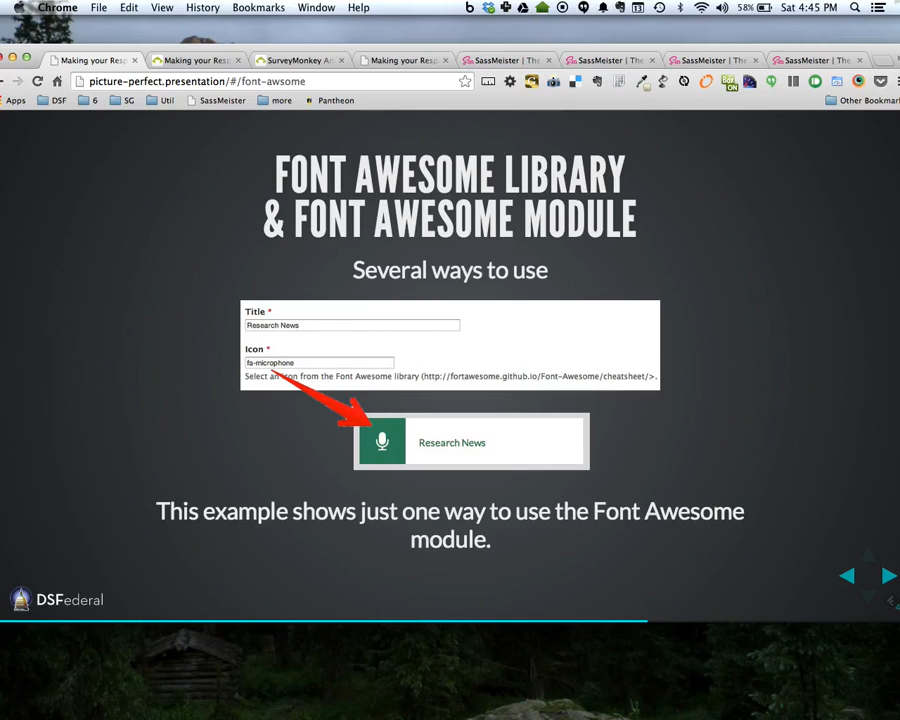 Chrome File Edit View History Bookmarks Window Help 58% Sat 4:45 PM
Making your Resp Making your Resp SurveyMonkey An Making your Resp SassMeister | The SassMeister | The SassMeister | The SassMeister | The
picture-perfect.presentation/#/font-awsome
Apps DSF 6 SG Util SassMeister more Pantheon Other Bookmar
FONT AWESOME LIBRARY
& FONT AWESOME MODULE
Several ways to use
Title *
Research News
Icon *
fa-microphone
Select an icon from the Font Awesome library (http://fortawesome.github.io/Font-Awesome/cheatsheet/>.
Research News
This example shows just one way to use the Font Awesome
module.
DSFederal